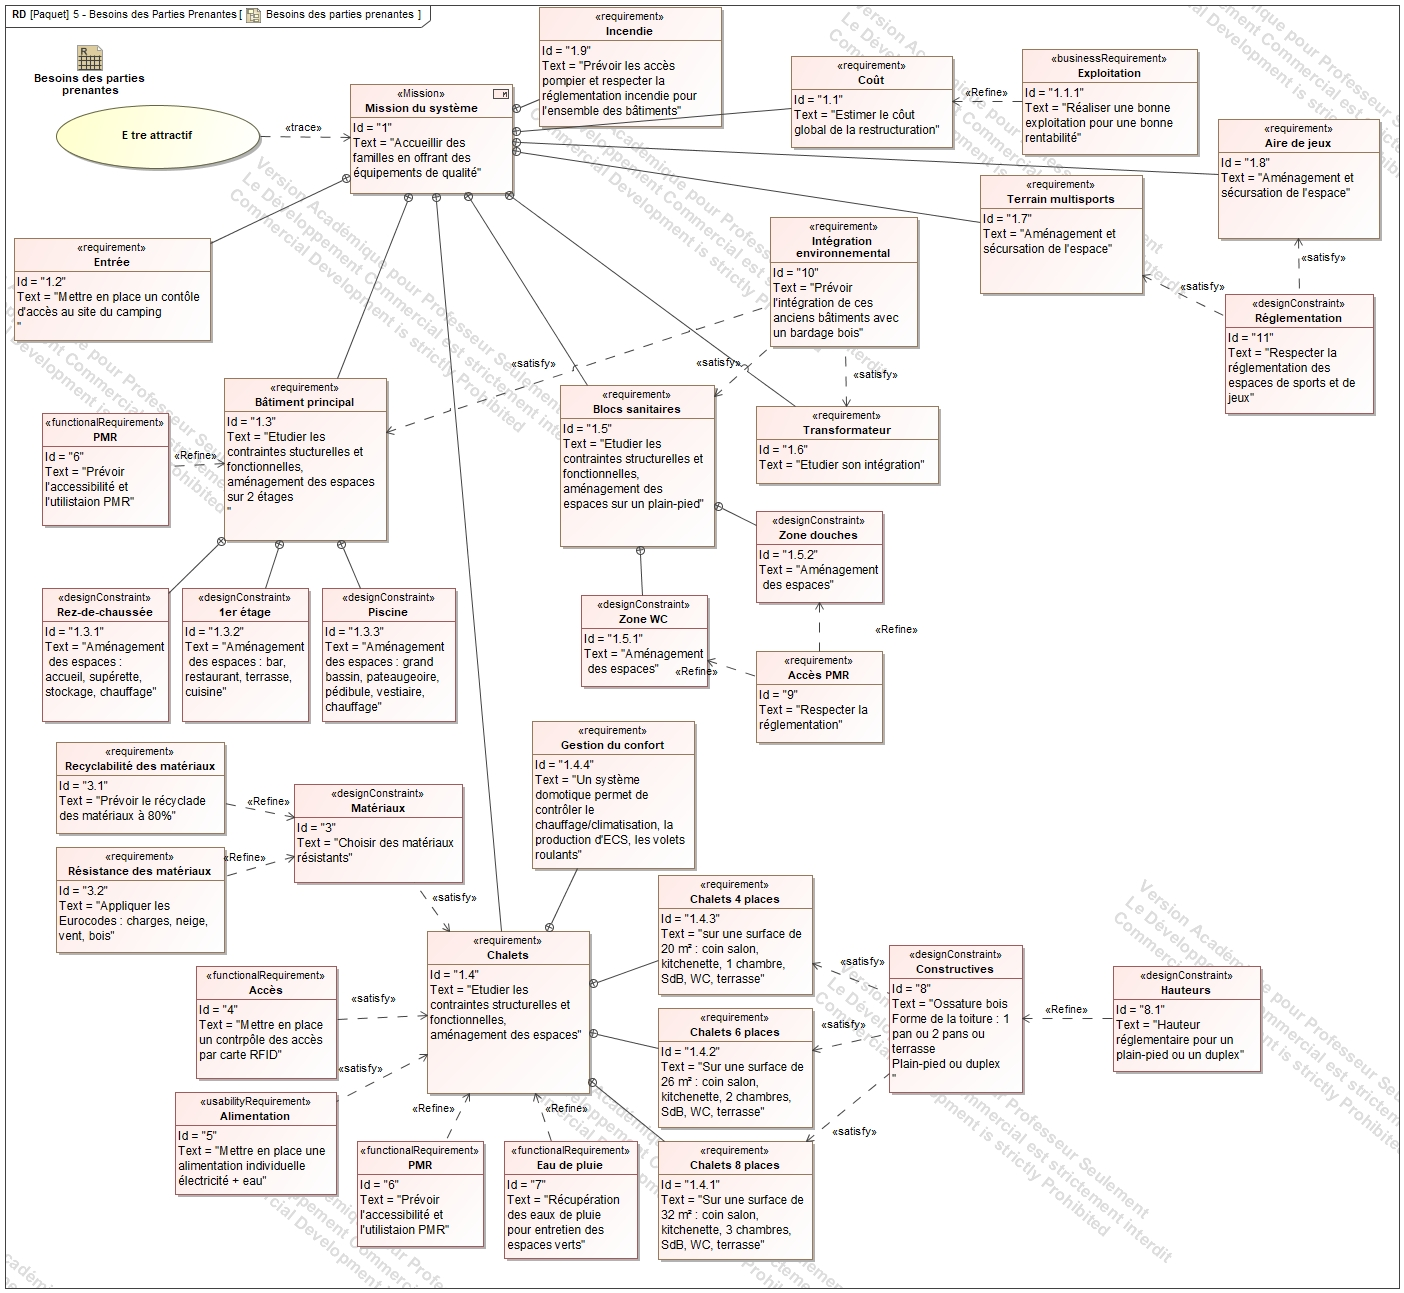 RD [Paquet] 5 - Besoins des Parties Prenantes [ Besoins des parties prenantes ]
Besoins des parties
prenantes
E tre attractif
«trace»
«Mission»
Mission du système
Id = "1"
Text = "Accueillir des
familles en offrant des
équipements de qualité"
«requirement»
Incendie
Id = "1.9"
Text = "Prévoir les accès
pompier et respecter la
réglementation incendie pour
l'ensemble des bâtiments"
«requirement»
Coût
Id = "1.1"
Text = "Estimer le côut
global de la restructuration"
«Refine»
«businessRequirement»
Exploitation
Id = "1.1.1"
Text = "Réaliser une bonne
exploitation pour une bonne
rentabilité"
«requirement»
Aire de jeux
Id = "1.8"
Text = "Aménagement et
sécursation de l'espace"
«requirement»
Terrain multisports
Id = "1.7"
Text = "Aménagement et
sécursation de l'espace"
«satisfy»
«satisfy»
«designConstraint»
Réglementation
Id = "11"
Text = "Respecter la
réglementation des
espaces de sports et de
jeux"
«requirement»
Intégration
environnemental
Id = "10"
Text = "Prévoir
l'intégration de ces
anciens bâtiments avec
un bardage bois"
«satisfy»
«satisfy»
«satisfy»
«requirement»
Entrée
Id = "1.2"
Text = "Mettre en place un contôle
d'accès au site du camping
"
«requirement»
Bâtiment principal
Id = "1.3"
Text = "Etudier les
contraintes stucturelles et
fonctionnelles,
aménagement des espaces
sur 2 étages
"
«functionalRequirement»
PMR
Id = "6"
Text = "Prévoir
l'accessibilité et
l'utilistaion PMR"
«Refine»
«requirement»
Blocs sanitaires
Id = "1.5"
Text = "Etudier les
contraintes stucturelles et
fonctionnelles,
aménagement des
espaces sur un plain-pied"
«requirement»
Transformateur
Id = "1.6"
Text = "Etudier son intégration"
«designConstraint»
Zone douches
Id = "1.5.2"
Text = "Aménagement
des espaces"
«designConstraint»
Zone WC
Id = "1.5.1"
Text = "Aménagement
des espaces"
«Refine»
«Refine»
«requirement»
Accès PMR
Id = "9"
Text = "Respecter la
réglementation"
«designConstraint»
Rez-de-chaussée
Id = "1.3.1"
Text = "Aménagement
des espaces :
accueil, supérette,
stockage, chauffage"
«designConstraint»
1er étage
Id = "1.3.2"
Text = "Aménagement
des espaces : bar,
restaurant, terrasse,
cuisine"
«designConstraint»
Piscine
Id = "1.3.3"
Text = "Aménagement
des espaces : grand
bassin, pateaugeoire,
pédibule, vestiaire,
chauffage"
«requirement»
Gestion du confort
Id = "1.4.4"
Text = "Un système
domotique permet de
contrôler le
chauffage/climatisation, la
production d'ECS, les volets
roulants"
«requirement»
Recyclabilité des matériaux
Id = "3.1"
Text = "Prévoir le récyclade
des matériaux à 80%"
«Refine»
«requirement»
Résistance des matériaux
Id = "3.2"
Text = "Appliquer les
Eurocodes : charges, neige,
vent, bois"
«Refine»
«designConstraint»
Matériaux
Id = "3"
Text = "Choisir des matériaux
résistants"
«satisfy»
«requirement»
Chalets
Id = "1.4"
Text = "Etudier les
contraintes structurelles et
fonctionnelles,
aménagement des espaces"
«functionalRequirement»
Accès
Id = "4"
Text = "Mettre en place
un contrpôle des accès
par carte RFID"
«satisfy»
«usabilityRequirement»
Alimentation
Id = "5"
Text = "Mettre en place une
alimentation individuelle
électricité + eau"
«satisfy»
«Refine»
«Refine»
«functionalRequirement»
PMR
Id = "6"
Text = "Prévoir
l'accessibilité et
l'utilistaion PMR"
«functionalRequirement»
Eau de pluie
Id = "7"
Text = "Récupération
des eaux de pluie
pour entretien des
espaces verts"
«requirement»
Chalets 4 places
Id = "1.4.3"
Text = "sur une surface de
20 m² : coin salon,
kitchenette, 1 chambre,
SdB, WC, terrasse"
«requirement»
Chalets 6 places
Id = "1.4.2"
Text = "Sur une surface de
26 m² : coin salon,
kitchenette, 2 chambres,
SdB, WC, terrasse"
«requirement»
Chalets 8 places
Id = "1.4.1"
Text = "Sur une surface de
32 m² : coin salon,
kitchenette, 3 chambres,
SdB, WC, terrasse"
«satisfy»
«satisfy»
«satisfy»
«designConstraint»
Constructives
Id = "8"
Text = "Ossature bois
Forme de la toiture : 1
pan ou 2 pans ou
terrasse
Plain-pied ou duplex
"
«Refine»
«designConstraint»
Hauteurs
Id = "8.1"
Text = "Hauteur
réglementaire pour un
plain-pied ou un duplex"